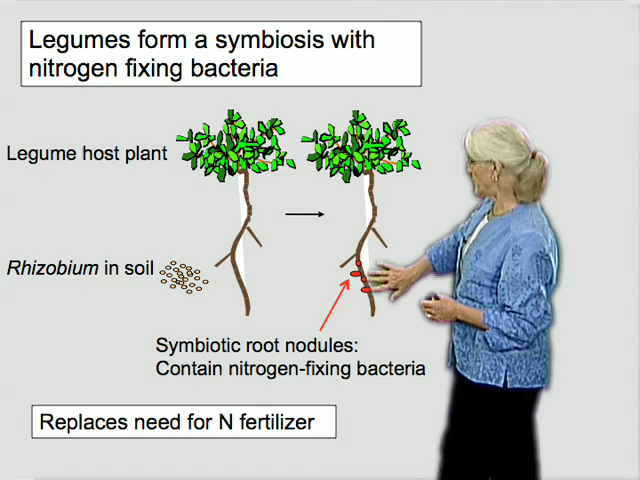 Legumes form a symbiosis with
nitrogen fixing bacteria
Legume host plant
Rhizobium in soil
Symbiotic root nodules:
Contain nitrogen-fixing bacteria
Replaces need for N fertilizer